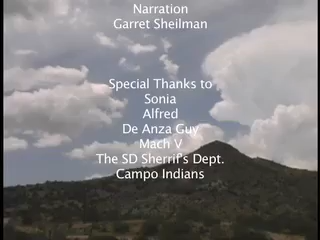 Narration
Garret Sheilman
Special Thanks to
Sonia
Alfred
De Anza Guy
Mach V
The SD Sherrif's Dept.
Campo Indians